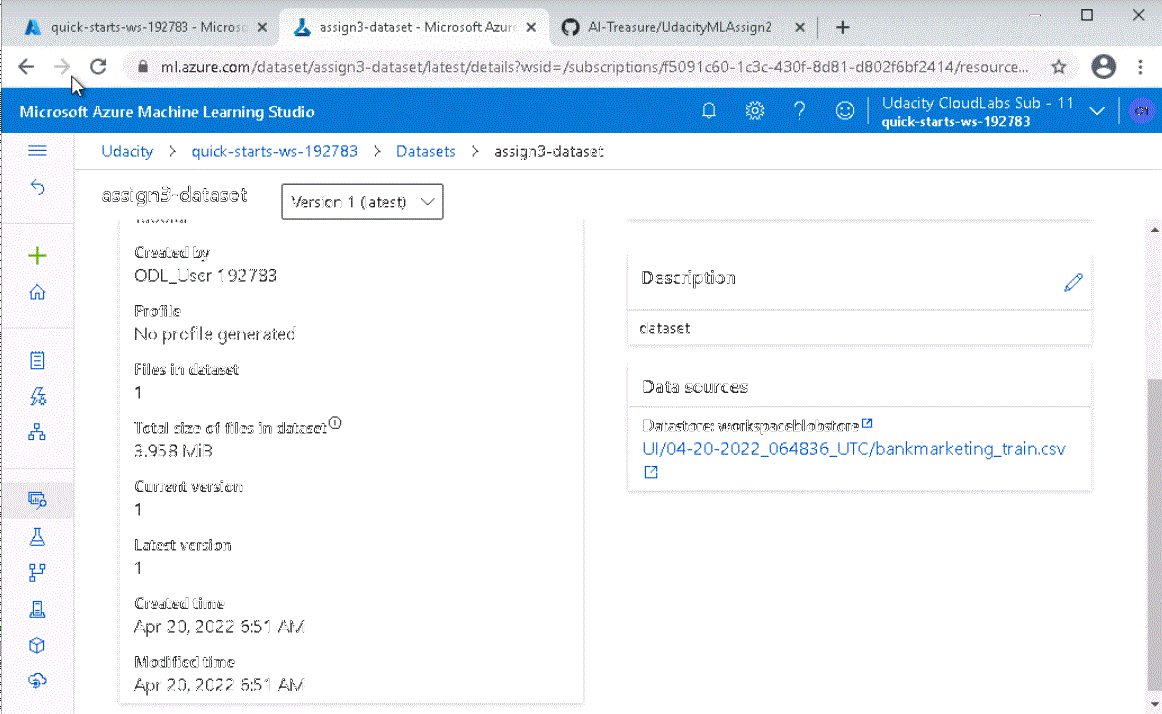 quick-starts-ws-192783 - Microso
assign3-dataset - Microsoft Azure
AI-Treasure/UdacityMLAssign2
ml.azure.com/dataset/assign3-dataset/latest/details?wsid=/subscriptions/f5091c60-1c3c-430f-8d81-d802f6bf2414/resource...
Microsoft Azure Machine Learning Studio
Udacity CloudLabs Sub - 11
quick-starts-ws-192783
Udacity > quick-starts-ws-192783 > Datasets > assign3-dataset
assign3-dataset
Version 1 (latest)
Created by
ODL_User 192783
Profile
No profile generated
Files in dataset
1
Total size of files in dataset
3.958 MiB
Current version
1
Latest version
1
Created time
Apr 20, 2022 6:51 AM
Modified time
Apr 20, 2022 6:51 AM
Description
dataset
Data sources
Datastore: workspaceblobstore
UI/04-20-2022_064836_UTC/bankmarketing_train.csv